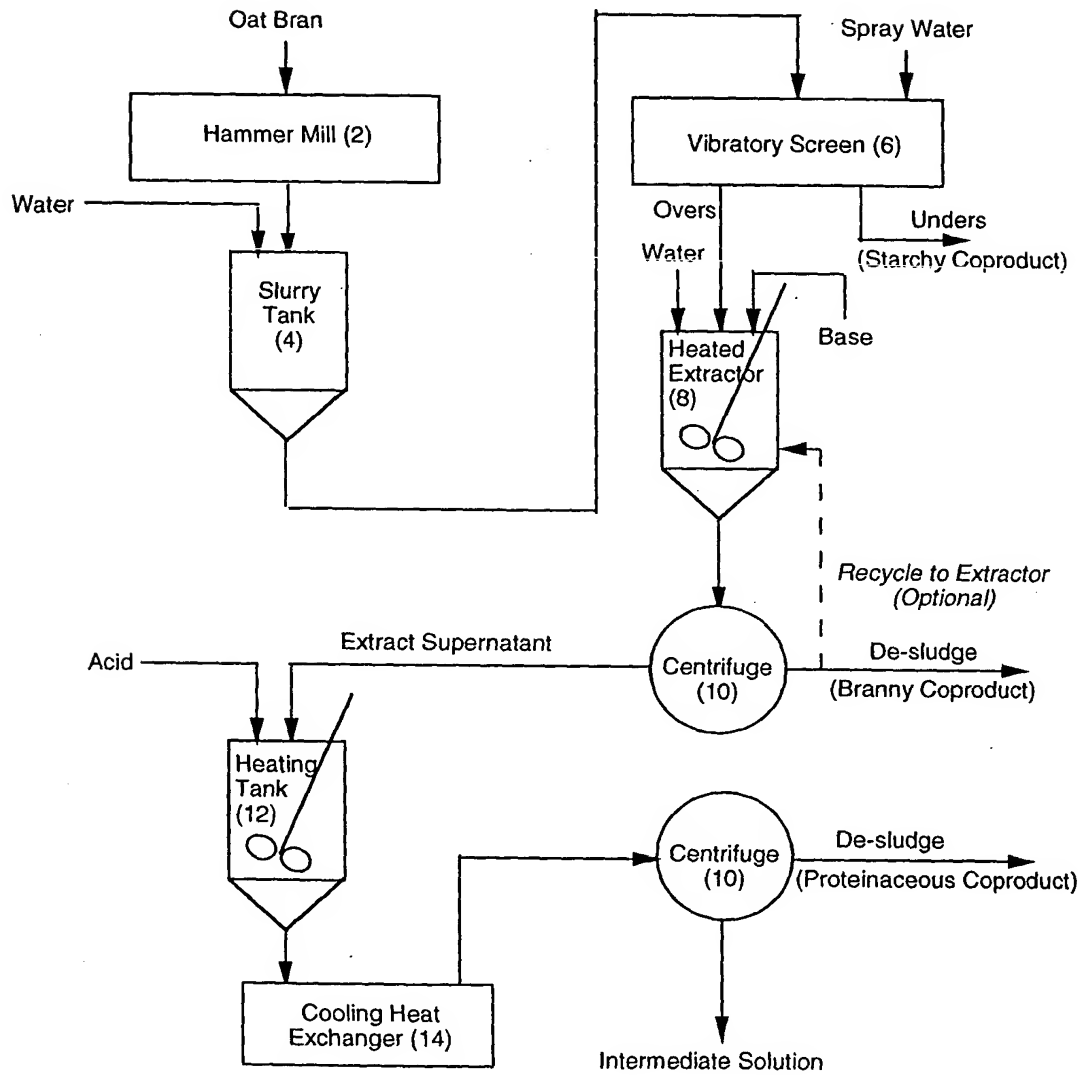 Oat Bran
Spray Water
Hammer Mill (2)
Vibratory Screen (6)
Water
Overs
Unders
(Starchy Coproduct)
Water
Slurry
Tank
(4)
Base
Heated
Extractor
(8)
Recycle to Extractor
(Optional)
Extract Supernatant
Acid
Centrifuge
(10)
De-sludge
(Branny Coproduct)
Heating
Tank
(12)
Centrifuge
(10)
De-sludge
(Proteinaceous Coproduct)
Cooling Heat
Exchanger (14)
Intermediate Solution